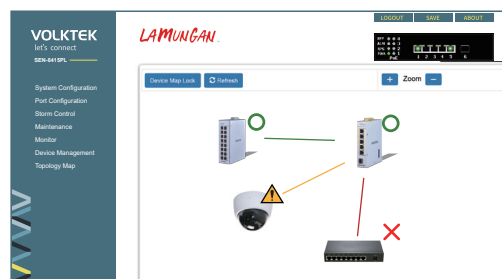 VOLKTEK
let's connect
SEN-8415PL
System Configuration
Port Configuration
Storm Control
Maintenance
Monitor
Device Management
Topology Map
LAMUNGAN
LOGOUT SAVE ABOUT
PoE 1 2 3 4 5 6
Device Map Lock Refresh
+ Zoom −